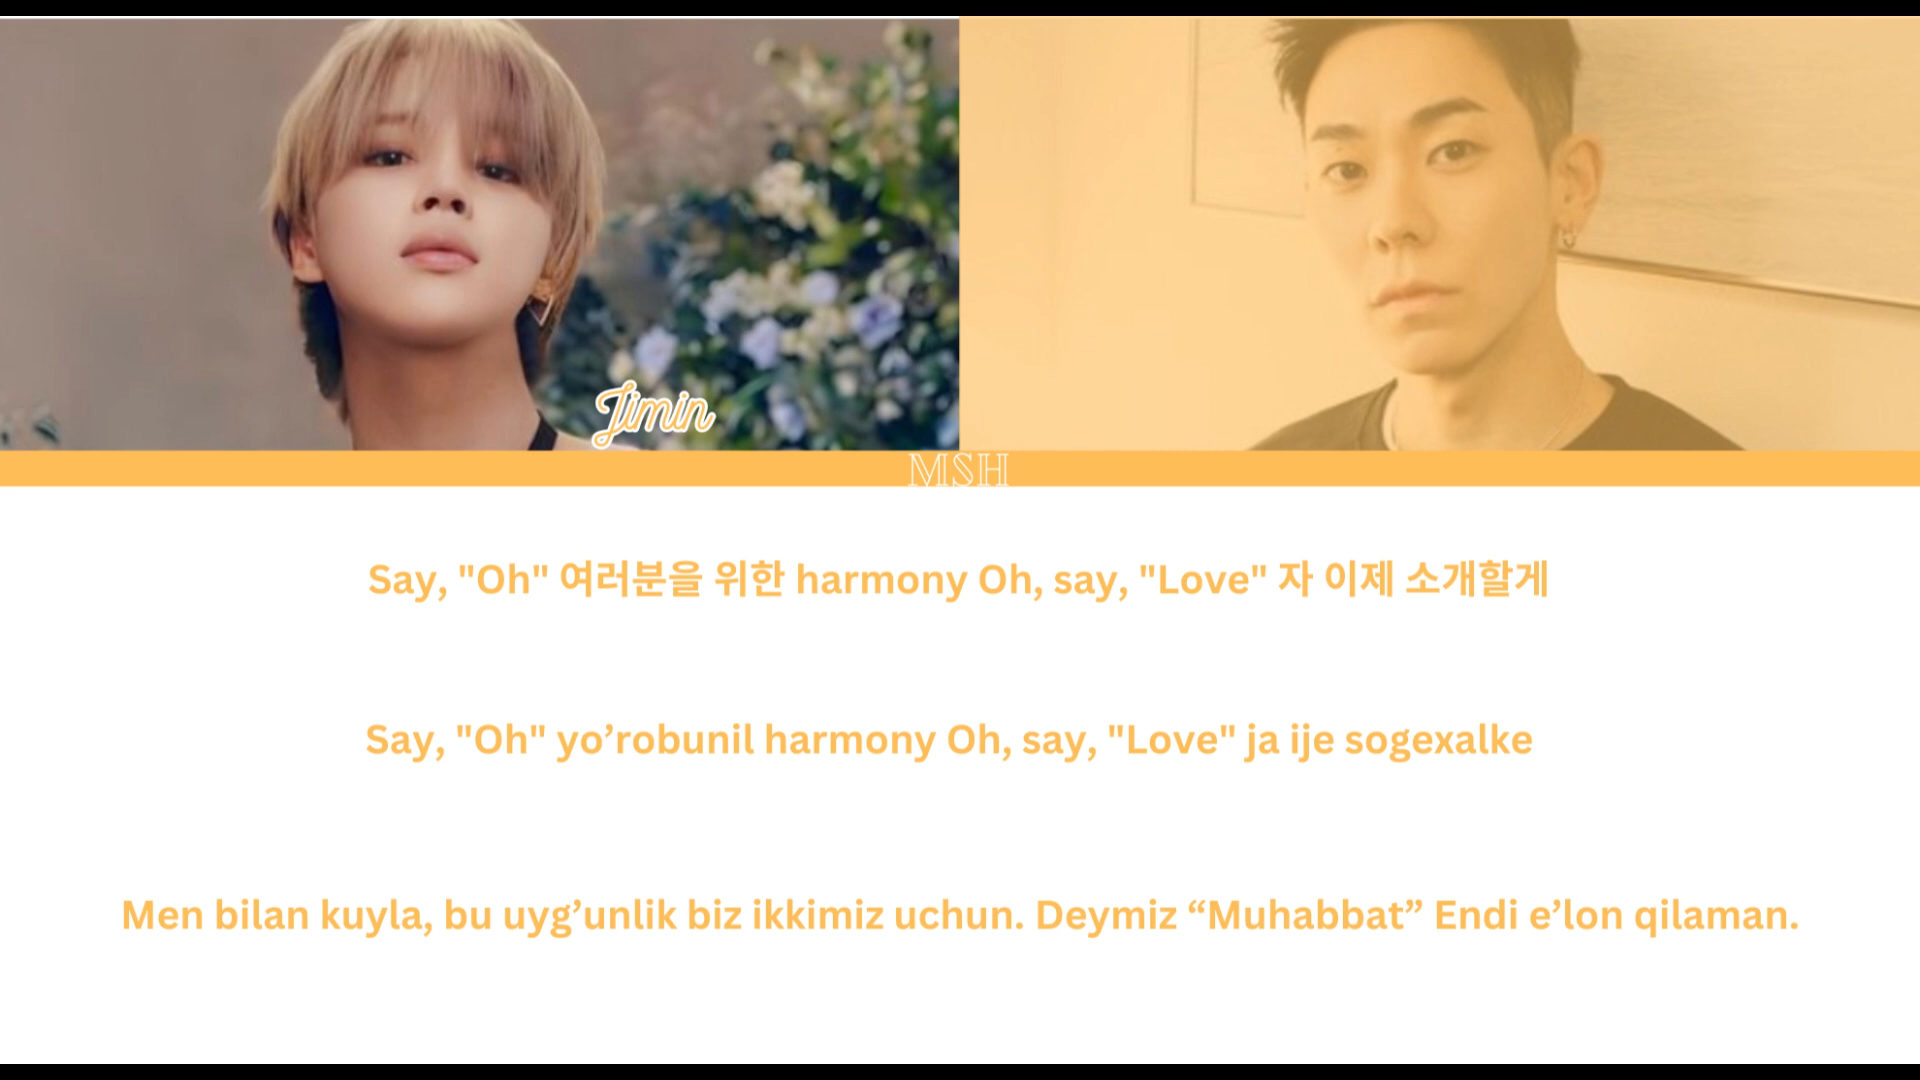 Jimin
MSH
Say, "Oh" 여러분을 위한 harmony Oh, say, "Love" 자 이제 소개할게
Say, "Oh" yo’robunil harmony Oh, say, "Love" ja ije sogexalke
Men bilan kuyla, bu uyg’unlik biz ikkimiz uchun. Deymiz “Muhabbat” Endi e’lon qilaman.